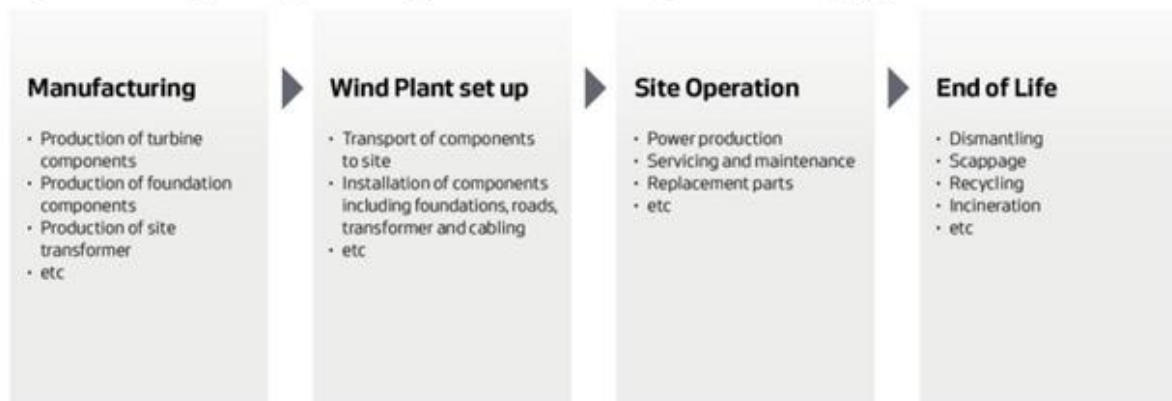 Manufacturing
• Production of turbine
components
• Production of foundation
components
• Production of site
transformer
• etc
Wind Plant set up
• Transport of components
to site
• Installation of components
including foundations, roads,
transformer and cabling
• etc
Site Operation
• Power production
• Servicing and maintenance
• Replacement parts
• etc
End of Life
• Dismantling
• Scappage
• Recycling
• Incineration
• etc